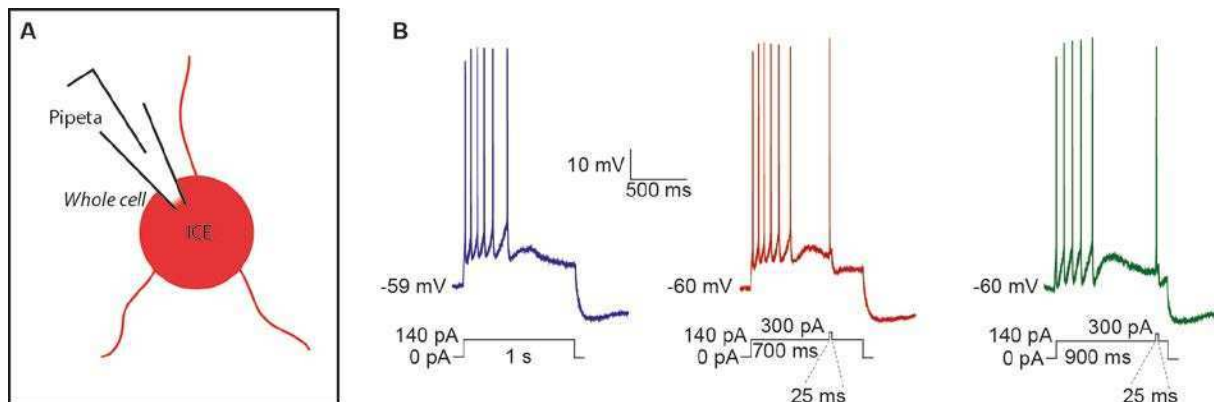 A
Pipeta
Whole cell
ICE
B
10 mV
500 ms
-59 mV
140 pA
0 pA
1 s
-60 mV
140 pA
0 pA
300 pA
700 ms
25 ms
-60 mV
140 pA
0 pA
300 pA
900 ms
25 ms